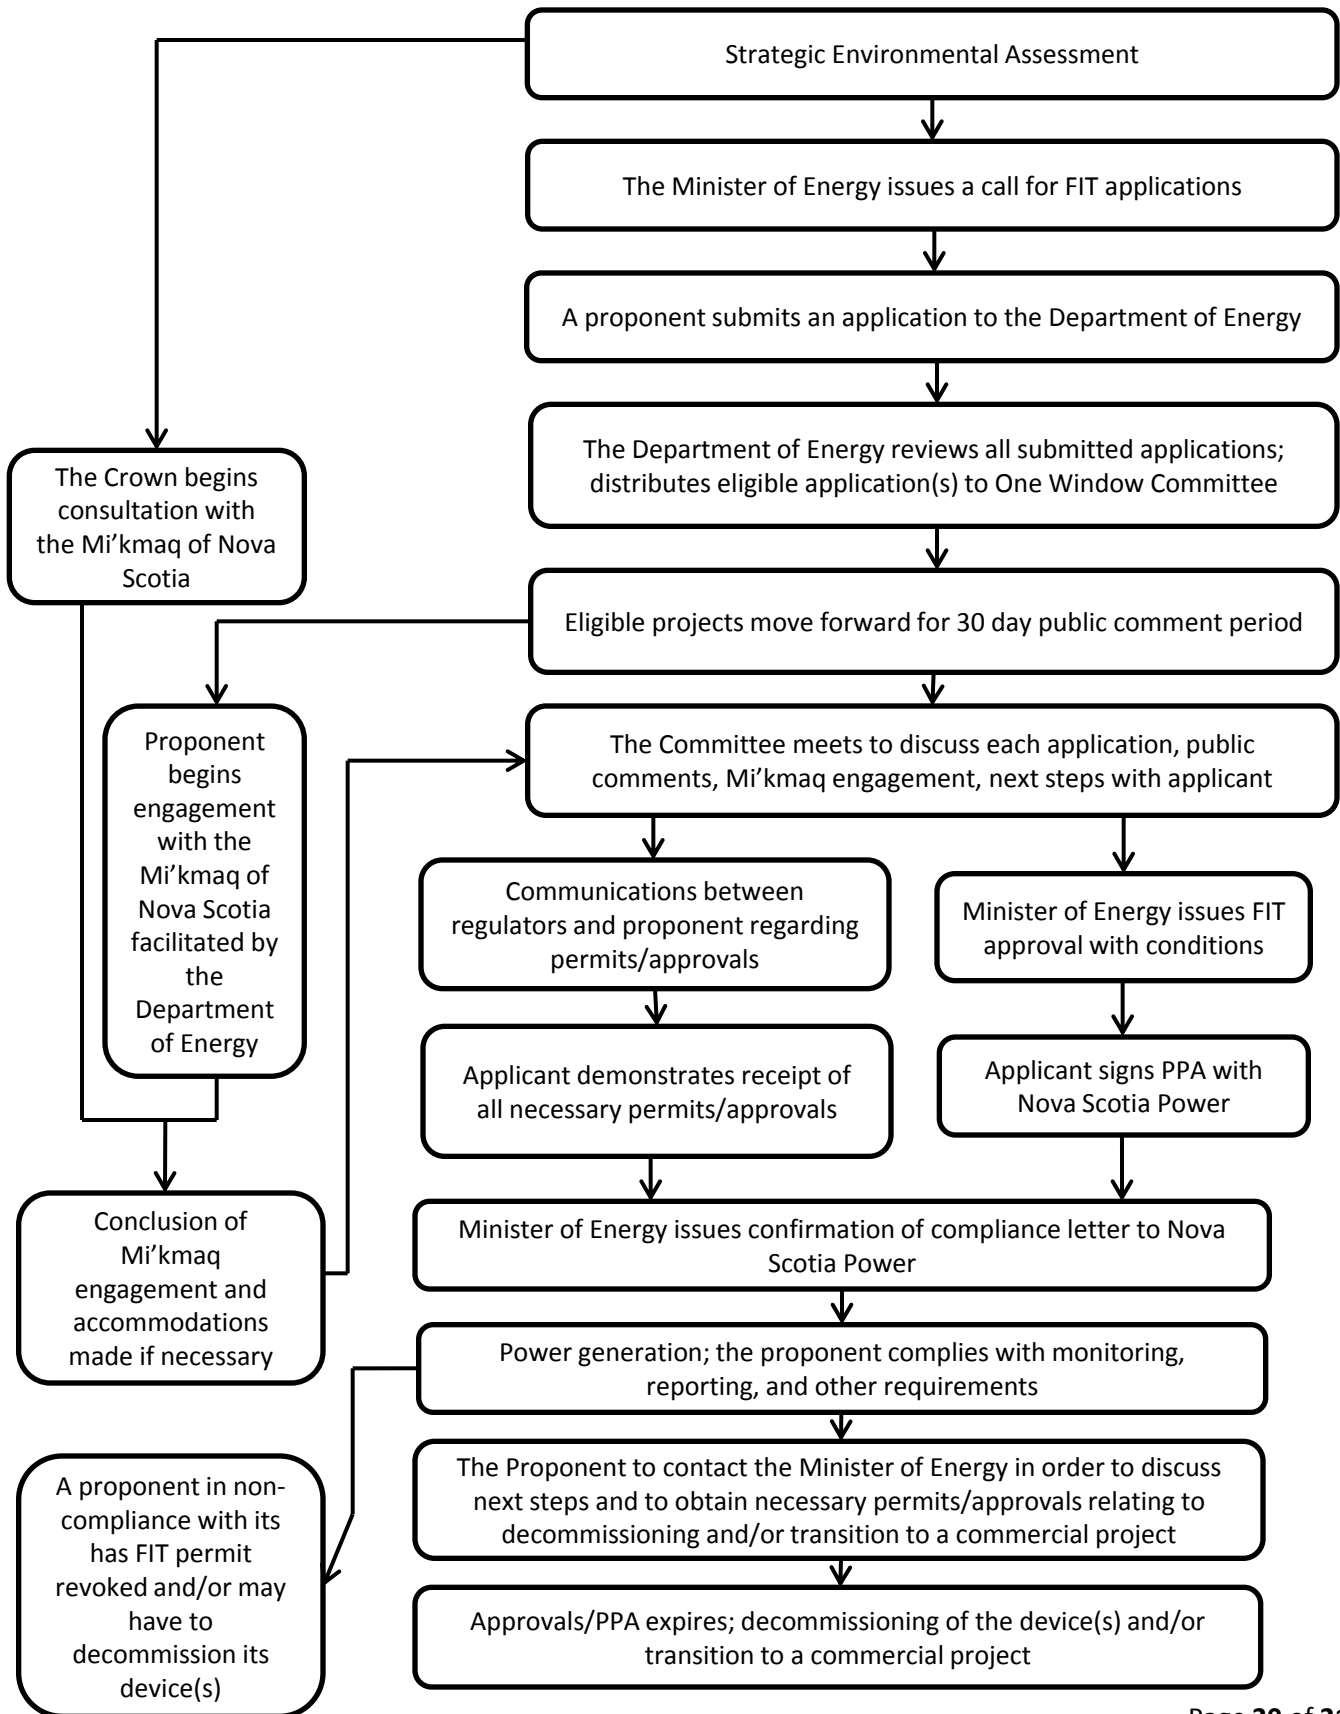 Strategic Environmental Assessment
The Minister of Energy issues a call for FIT applications
A proponent submits an application to the Department of Energy
The Department of Energy reviews all submitted applications;
distributes eligible application(s) to One Window Committee
The Crown begins
consultation with
the Mi’kmaq of Nova
Scotia
Eligible projects move forward for 30 day public comment period
Proponent
begins
engagement
with the
Mi’kmaq of
Nova Scotia
facilitated by
the
Department
of Energy
The Committee meets to discuss each application, public
comments, Mi’kmaq engagement, next steps with applicant
Communications between
regulators and proponent regarding
permits/approvals
Minister of Energy issues FIT
approval with conditions
Applicant demonstrates receipt of
all necessary permits/approvals
Applicant signs PPA with
Nova Scotia Power
Conclusion of
Mi’kmaq
engagement and
accommodations
made if necessary
Minister of Energy issues confirmation of compliance letter to Nova
Scotia Power
Power generation; the proponent complies with monitoring,
reporting, and other requirements
The Proponent to contact the Minister of Energy in order to discuss
next steps and to obtain necessary permits/approvals relating to
decommissioning and/or transition to a commercial project
A proponent in non-
compliance with its
has FIT permit
revoked and/or may
have to
decommission its
device(s)
Approvals/PPA expires; decommissioning of the device(s) and/or
transition to a commercial project
Page 20 of